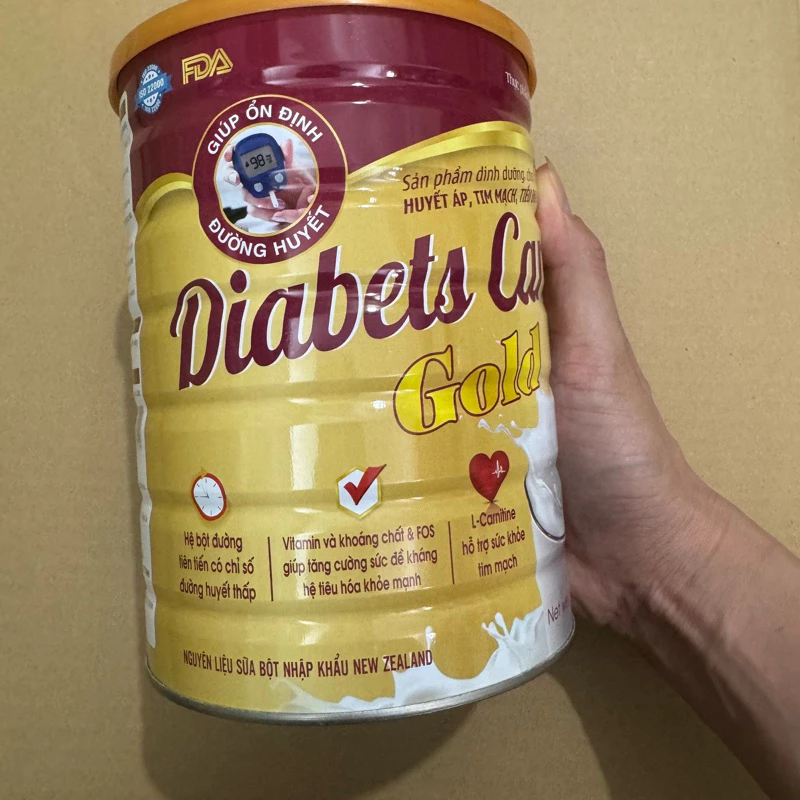 FDA
ISO 22000
GIÚP ỔN ĐỊNH
98
ĐƯỜNG HUYẾT
Sản phẩm dinh dưỡng
HUYẾT ÁP, TIM MẠCH,
Diabets
Gold
Hệ bột đường
tiên tiến có chỉ số
đường huyết thấp
Vitamin và khoáng chất & FOS
giúp tăng cường sức đề kháng
hệ tiêu hóa khỏe mạnh
L-Carnitine
hỗ trợ sức khỏe
tim mạch
Net
NGUYÊN LIỆU SỮA BỘT NHẬP KHẨU NEW ZEALAND